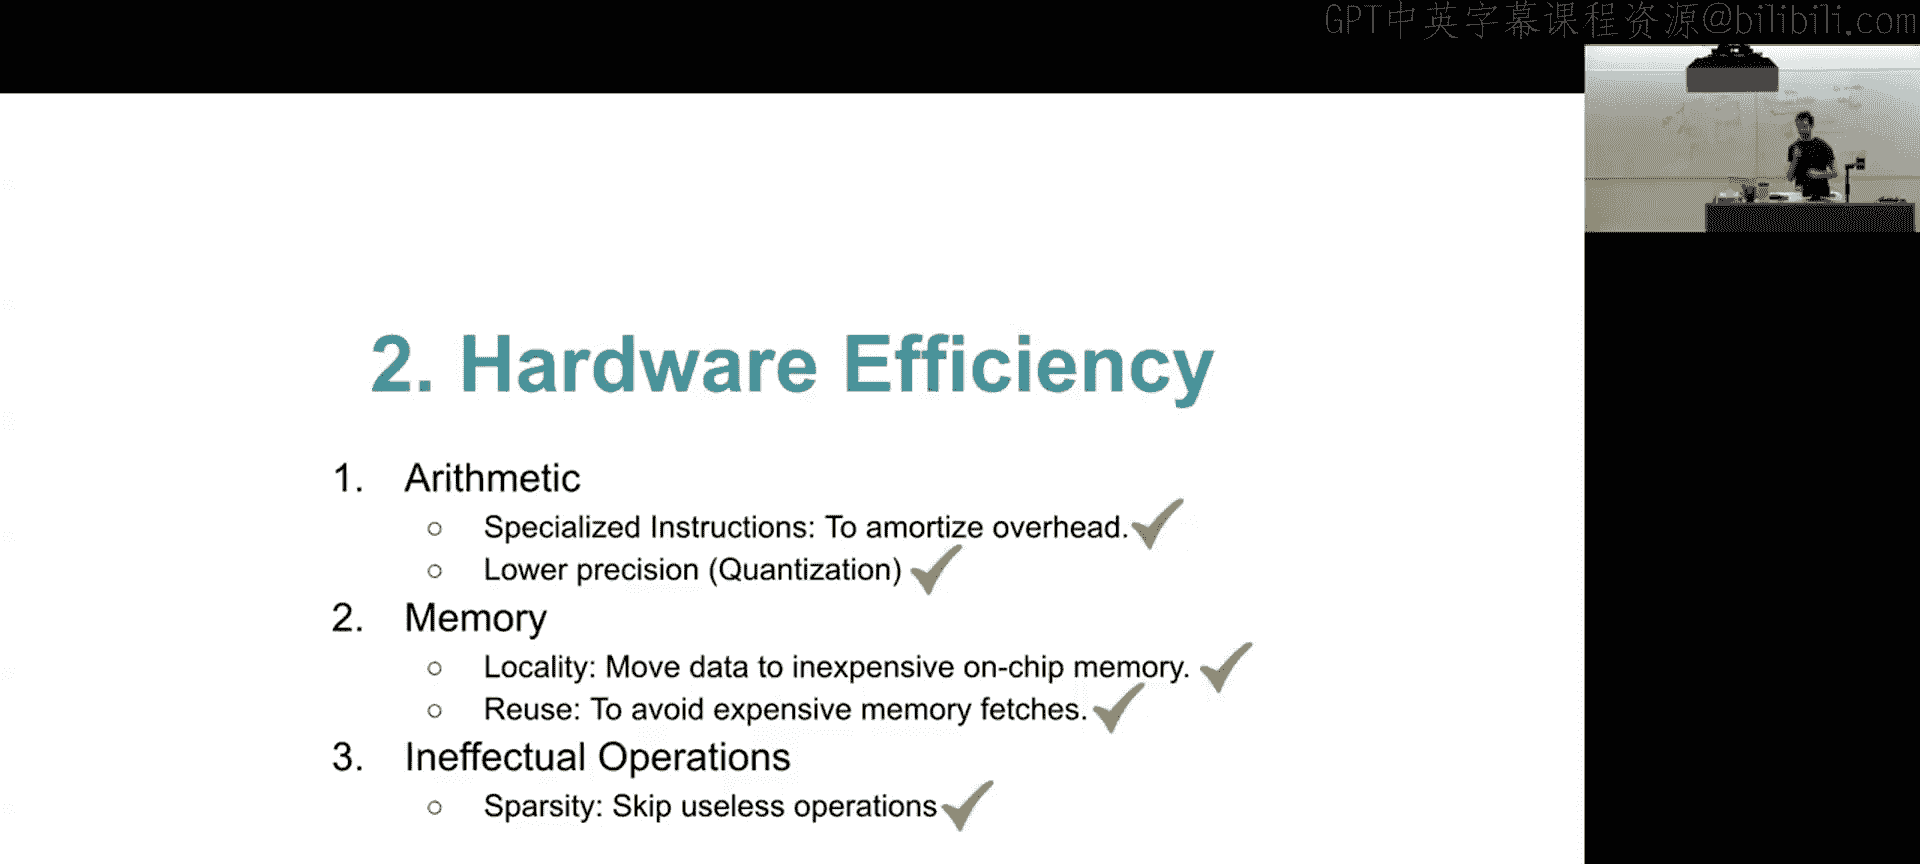 GPT中英字幕课程资源@bilibili.com
2. Hardware Efficiency
1. Arithmetic
○ Specialized Instructions: To amortize overhead.
○ Lower precision (Quantization)
2. Memory
○ Locality: Move data to inexpensive on-chip memory.
○ Reuse: To avoid expensive memory fetches.
3. Ineffectual Operations
○ Sparsity: Skip useless operations